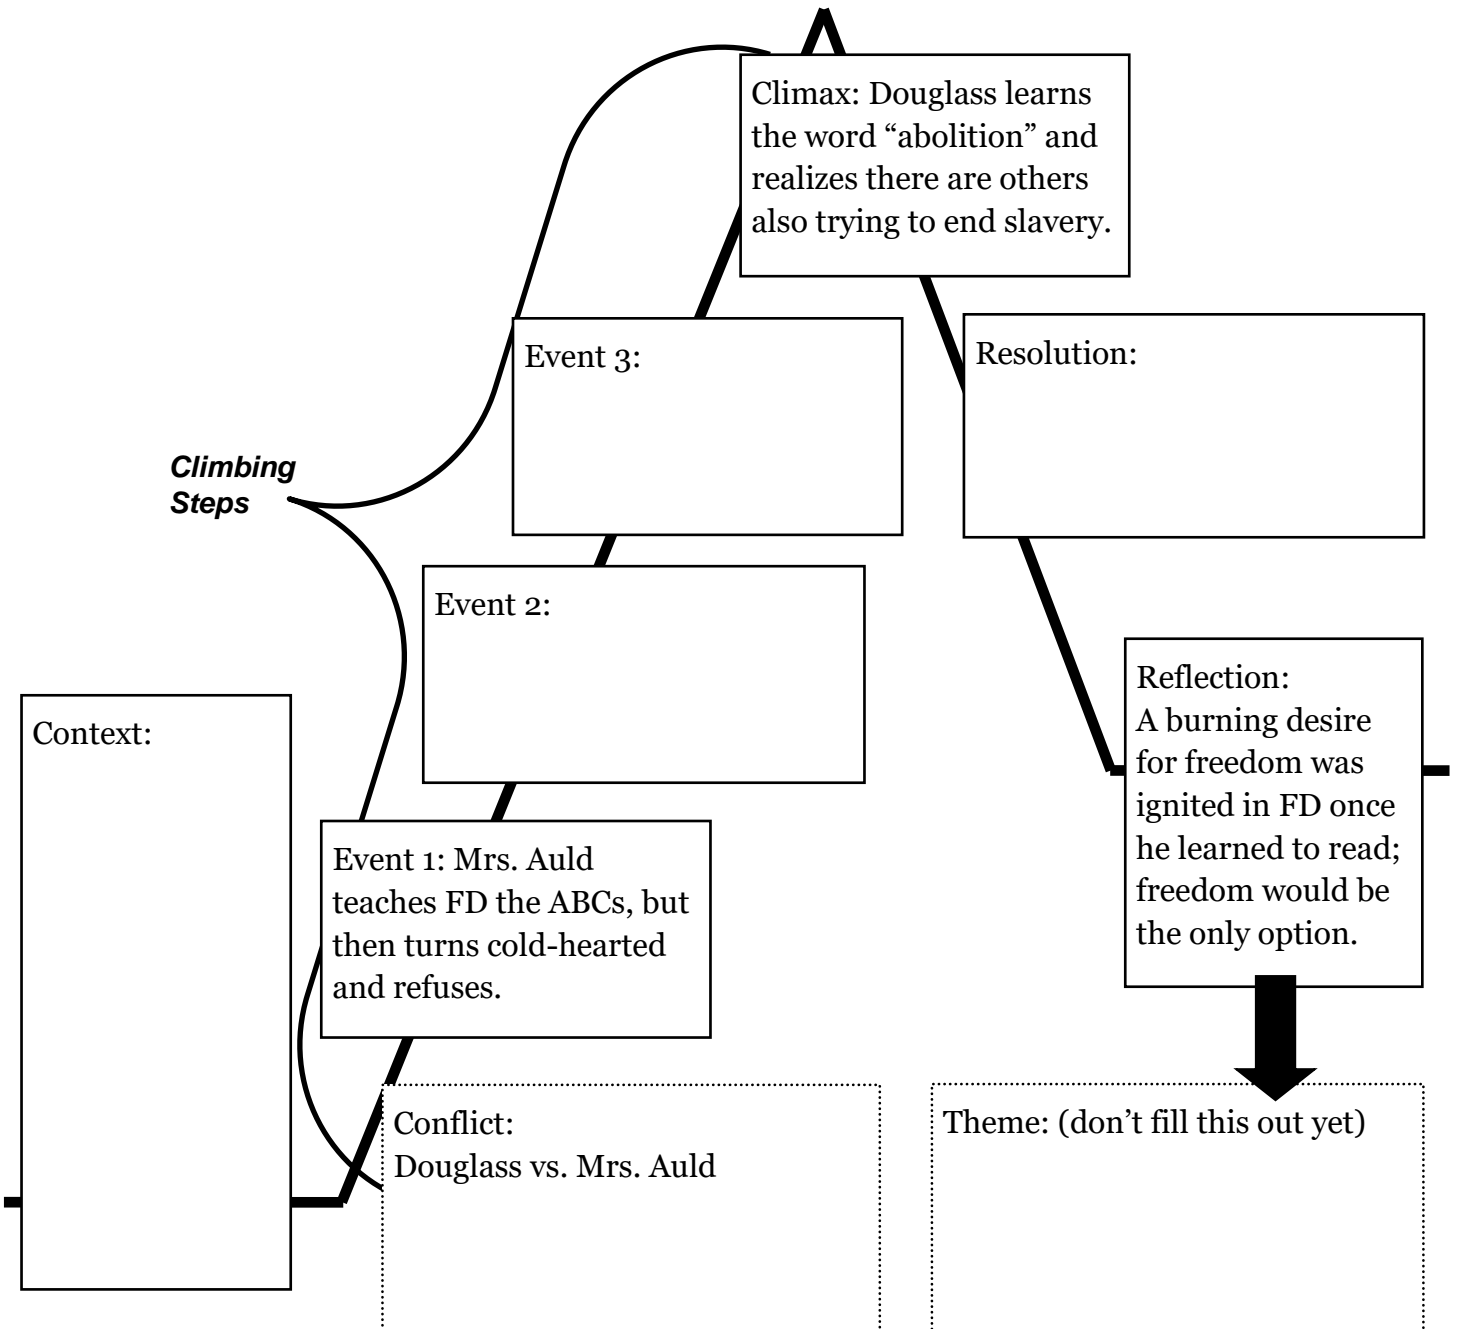 Climax: Douglass learns
the word “abolition” and
realizes there are others
also trying to end slavery.
Event 3:
Resolution:
Climbing
Steps
Event 2:
Reflection:
A burning desire
for freedom was
ignited in FD once
he learned to read;
freedom would be
the only option.
Context:
Event 1: Mrs. Auld
teaches FD the ABCs, but
then turns cold-hearted
and refuses.
Conflict:
Douglass vs. Mrs. Auld
Theme: (don’t fill this out yet)